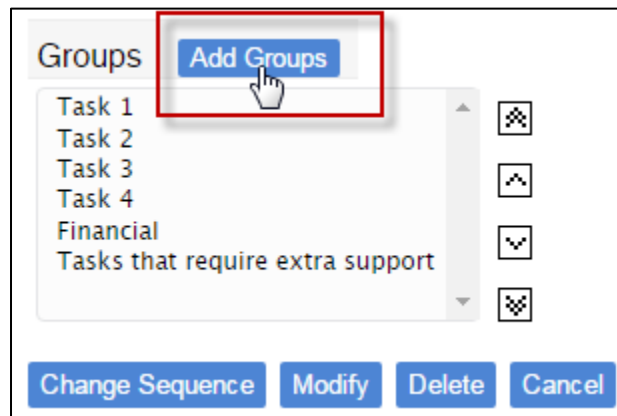 Groups Add Groups
Task 1
Task 2
Task 3
Task 4
Financial
Tasks that require extra support
Change Sequence Modify Delete Cancel